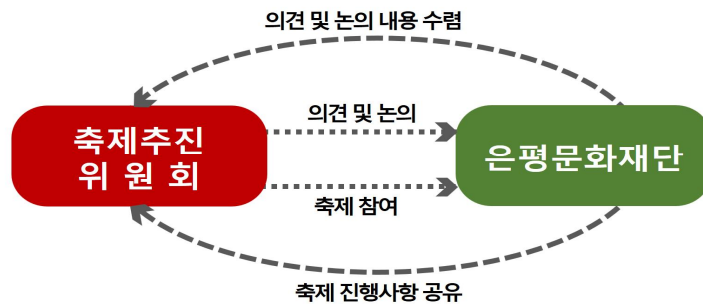 의견 및 논의 내용 수렴
의견 및 논의
축제추진
위 원 회
은평문화재단
축제 참여
축제 진행사항 공유